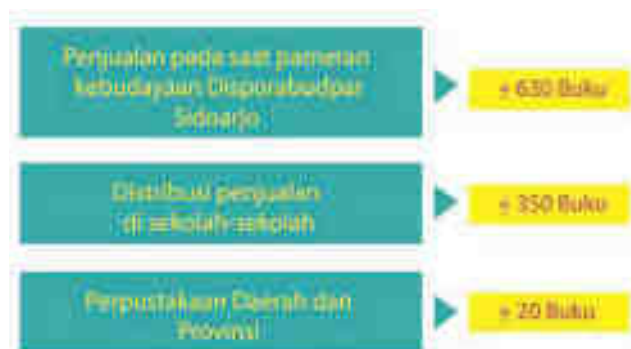 Penjualan pada saat pameran
kebudayaan Disporabudpar
Sidoarjo
± 630 Buku
Distribusi penjualan
di sekolah-sekolah
± 350 Buku
Perpustakaan Daerah dan
Provinsi
± 20 Buku